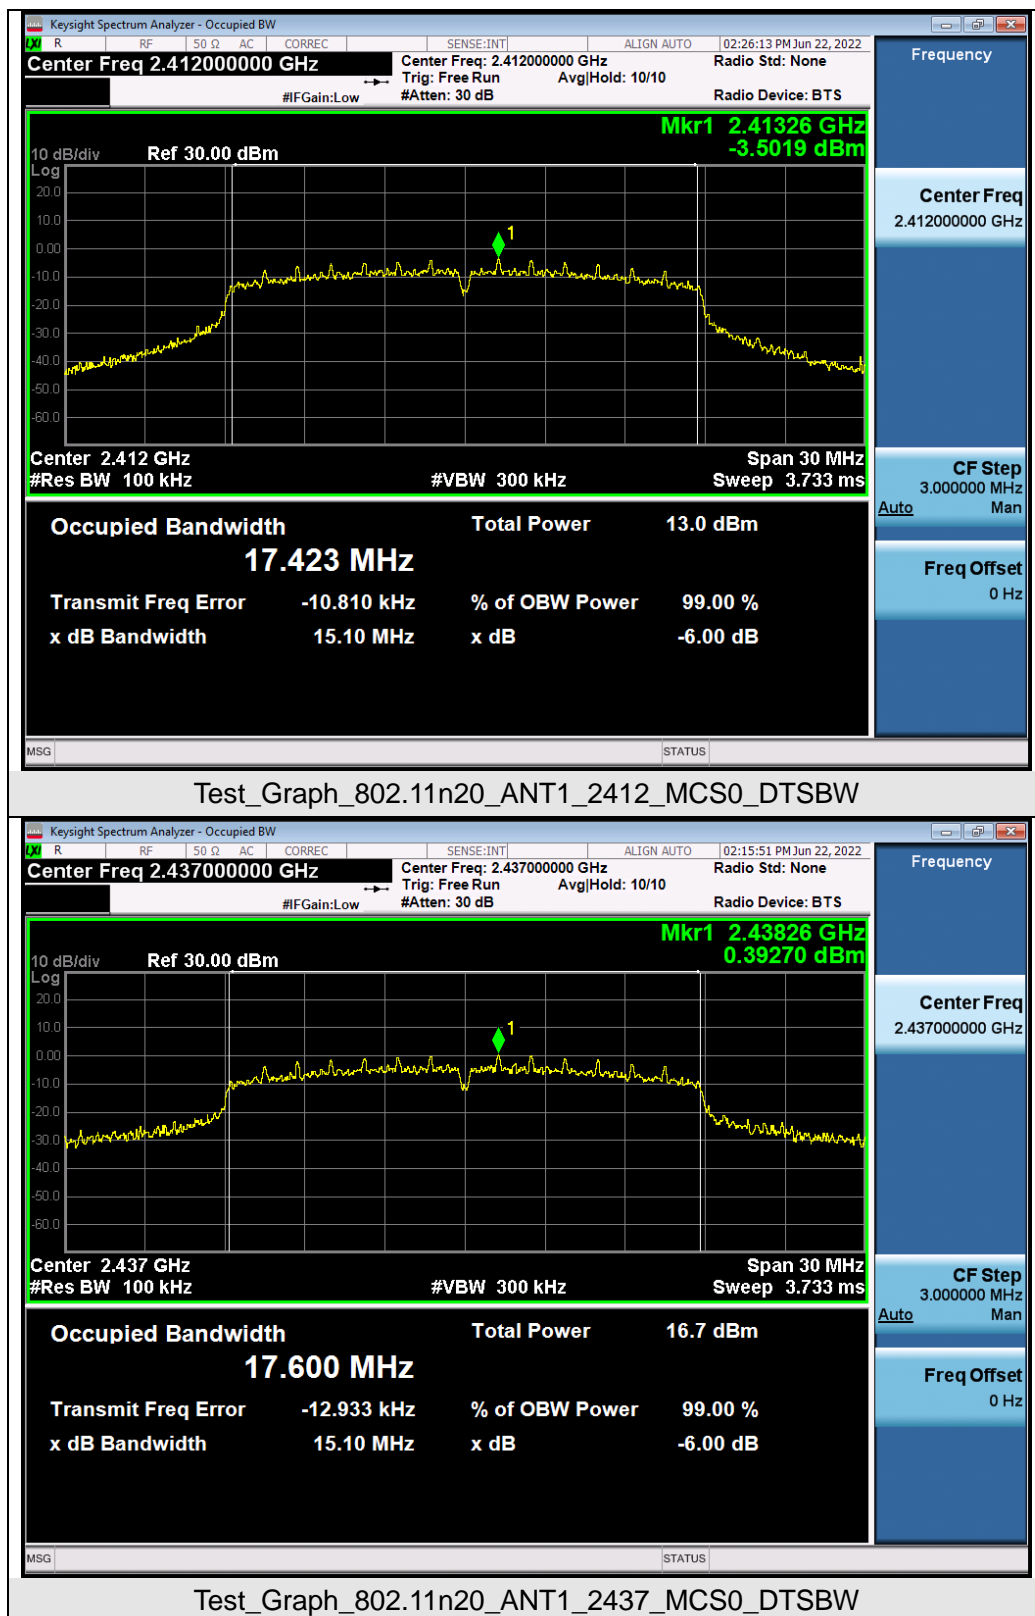 Keysight Spectrum Analyzer - Occupied BW
LXI R RF 50 Ω AC CORREC SENSE:INT ALIGN AUTO 02:26:13 PM Jun 22, 2022
Center Freq 2.412000000 GHz
Center Freq: 2.412000000 GHz Radio Std: None
Trig: Free Run Avg|Hold: 10/10
#IFGain:Low #Atten: 30 dB Radio Device: BTS
Frequency
Mkr1 2.41326 GHz
-3.5019 dBm
10 dB/div Ref 30.00 dBm
Log
20.0
10.0
0.00
-10.0
-20.0
-30.0
-40.0
-50.0
-60.0
1
Center 2.412 GHz Span 30 MHz
#Res BW 100 kHz #VBW 300 kHz Sweep 3.733 ms
Center Freq
2.412000000 GHz
CF Step
3.000000 MHz
Auto Man
Freq Offset
0 Hz
Occupied Bandwidth Total Power 13.0 dBm
17.423 MHz
Transmit Freq Error -10.810 kHz % of OBW Power 99.00 %
x dB Bandwidth 15.10 MHz x dB -6.00 dB
MSG STATUS
Test_Graph_802.11n20_ANT1_2412_MCS0_DTSBW
Keysight Spectrum Analyzer - Occupied BW
LXI R RF 50 Ω AC CORREC SENSE:INT ALIGN AUTO 02:15:51 PM Jun 22, 2022
Center Freq 2.437000000 GHz
Center Freq: 2.437000000 GHz Radio Std: None
Trig: Free Run Avg|Hold: 10/10
#IFGain:Low #Atten: 30 dB Radio Device: BTS
Frequency
Mkr1 2.43826 GHz
0.39270 dBm
10 dB/div Ref 30.00 dBm
Log
20.0
10.0
0.00
-10.0
-20.0
-30.0
-40.0
-50.0
-60.0
1
Center 2.437 GHz Span 30 MHz
#Res BW 100 kHz #VBW 300 kHz Sweep 3.733 ms
Center Freq
2.437000000 GHz
CF Step
3.000000 MHz
Auto Man
Freq Offset
0 Hz
Occupied Bandwidth Total Power 16.7 dBm
17.600 MHz
Transmit Freq Error -12.933 kHz % of OBW Power 99.00 %
x dB Bandwidth 15.10 MHz x dB -6.00 dB
MSG STATUS
Test_Graph_802.11n20_ANT1_2437_MCS0_DTSBW